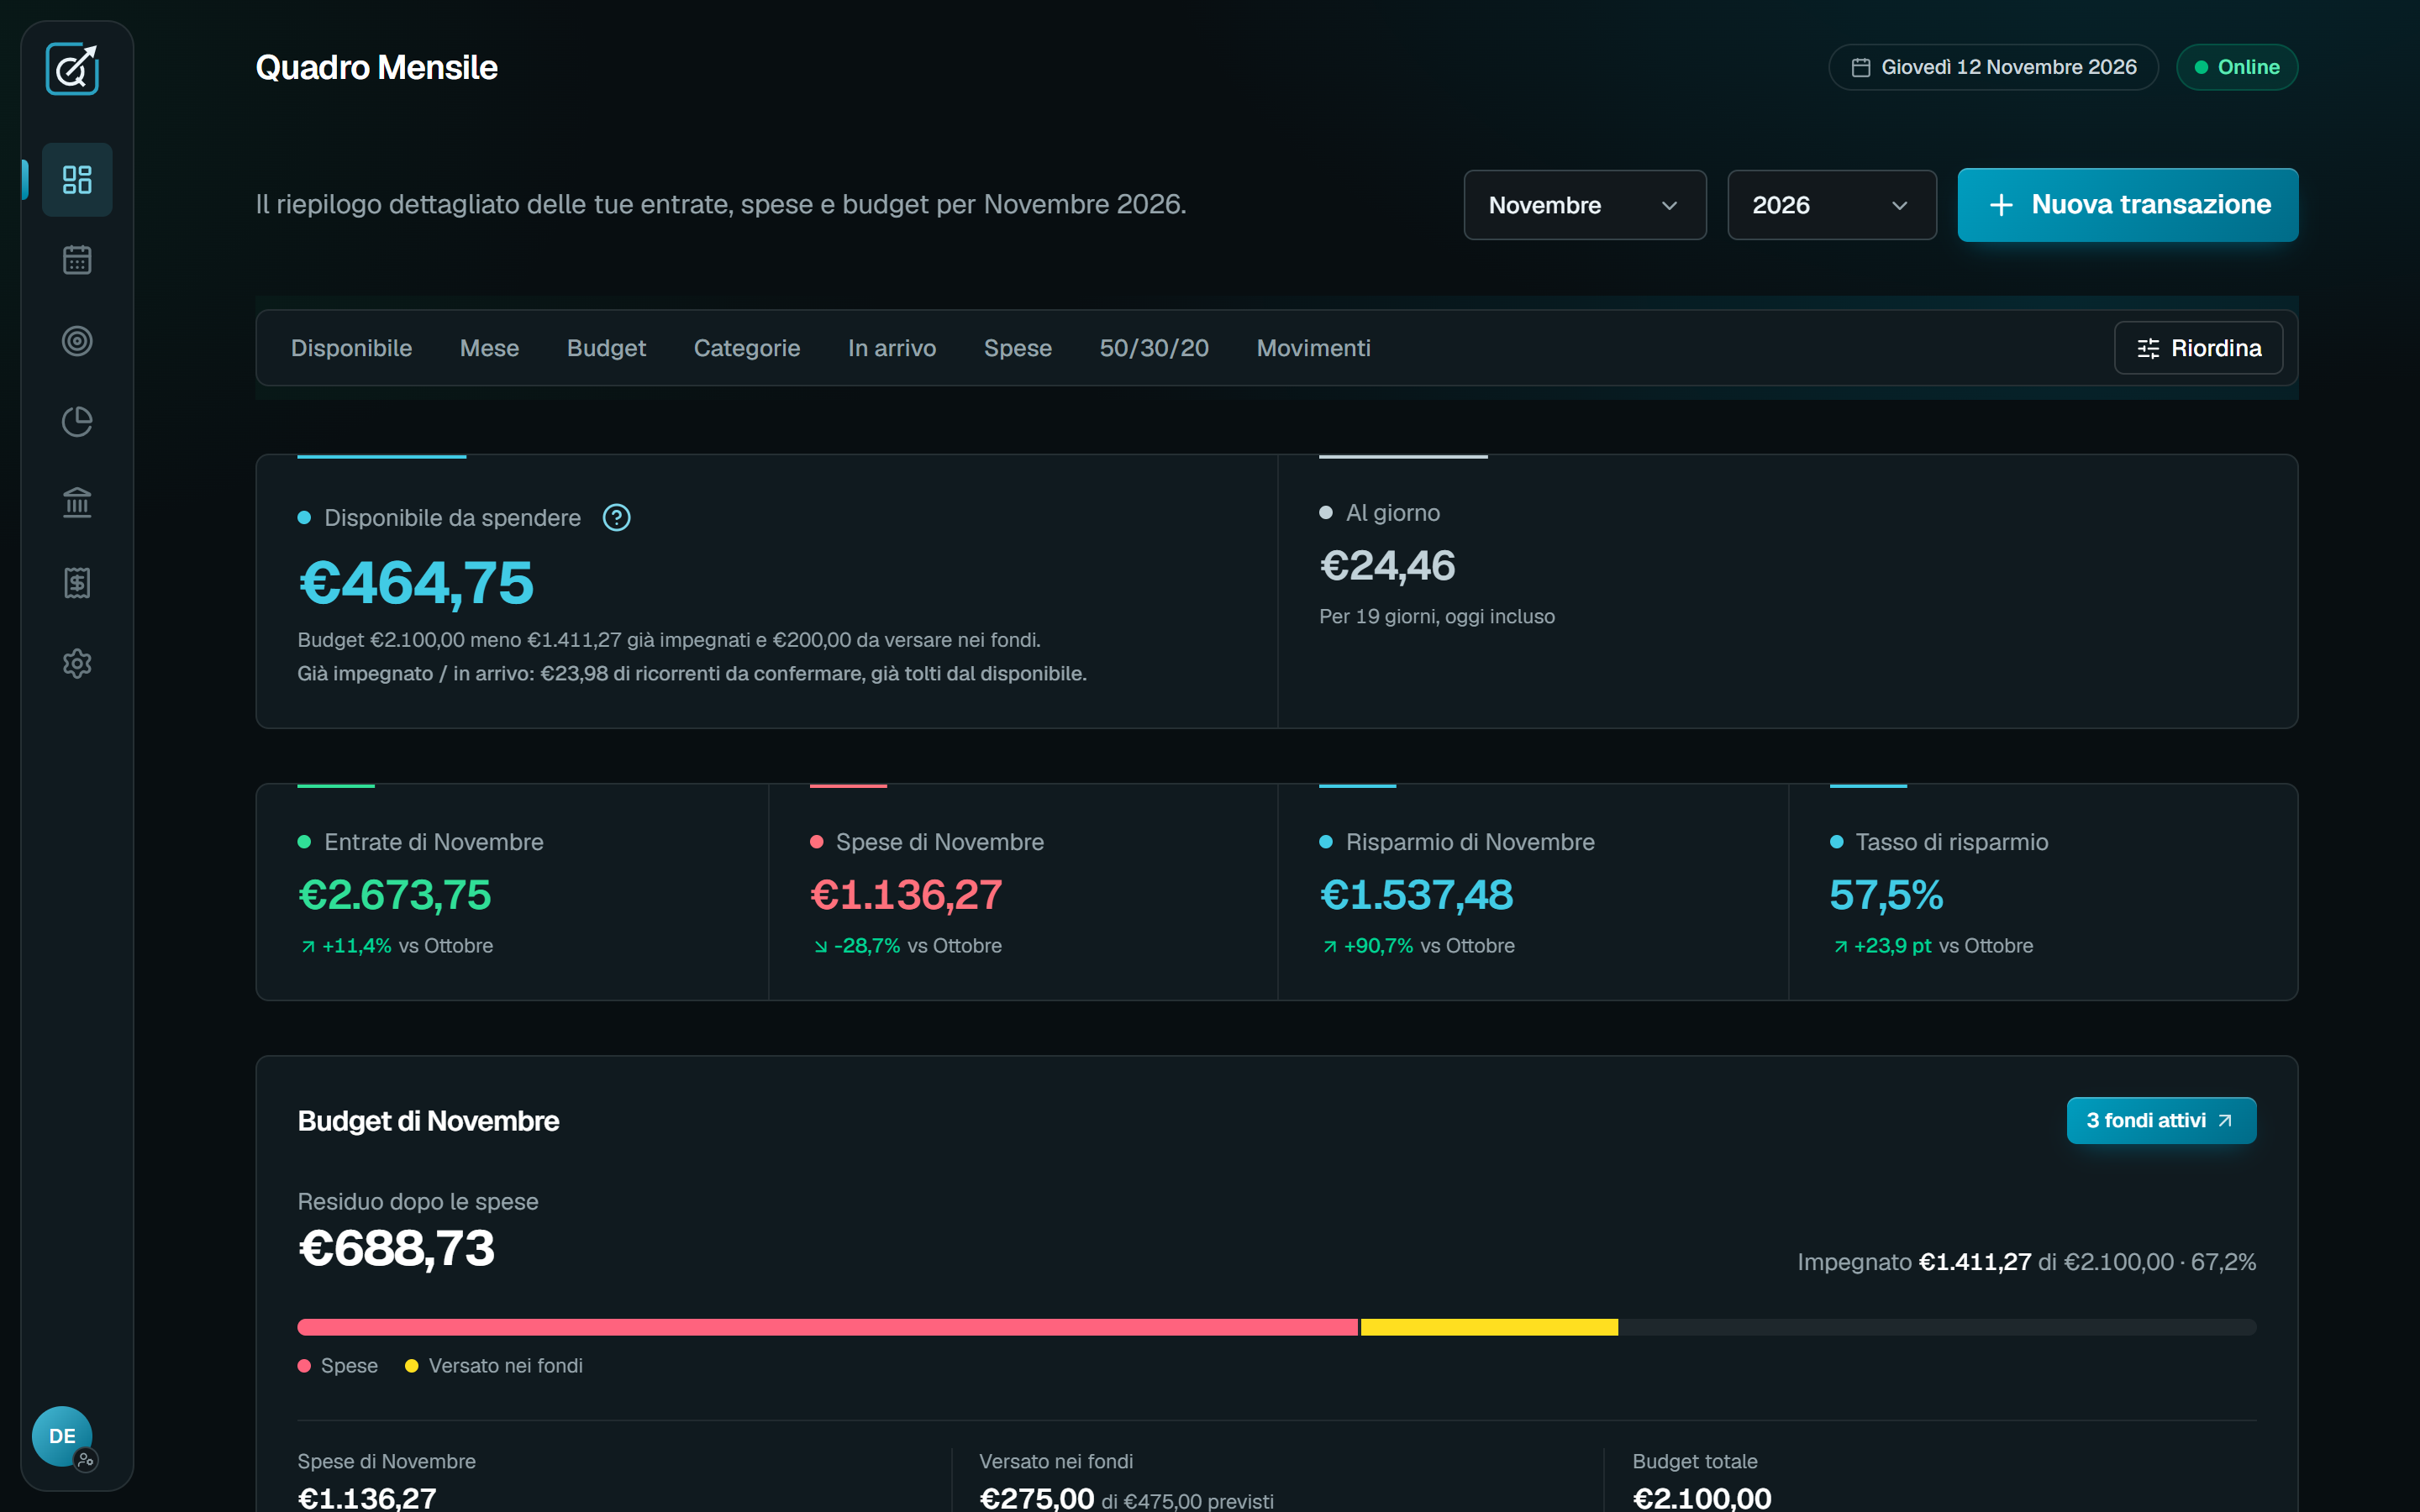 Quadro Mensile
Giovedì 12 Novembre 2026
Online
Il riepilogo dettagliato delle tue entrate, spese e budget per Novembre 2026.
Novembre
2026
Nuova transazione
Disponibile
Mese
Budget
Categorie
In arrivo
Spese
50/30/20
Movimenti
Riordina
Disponibile da spendere
€464,75
Budget €2.100,00 meno €1.411,27 già impegnati e €200,00 da versare nei fondi.
Già impegnato / in arrivo: €23,98 di ricorrenti da confermare, già tolti dal disponibile.
Al giorno
€24,46
Per 19 giorni, oggi incluso
Entrate di Novembre
€2.673,75
+11,4% vs Ottobre
Spese di Novembre
€1.136,27
-28,7% vs Ottobre
Risparmio di Novembre
€1.537,48
+90,7% vs Ottobre
Tasso di risparmio
57,5%
+23,9 pt vs Ottobre
Budget di Novembre
3 fondi attivi
Residuo dopo le spese
€688,73
Impegnato €1.411,27 di €2.100,00 · 67,2%
Spese
Versato nei fondi
DE
Spese di Novembre
€1.136,27
Versato nei fondi
€275,00 di €475,00 previsti
Budget totale
€2.100,00